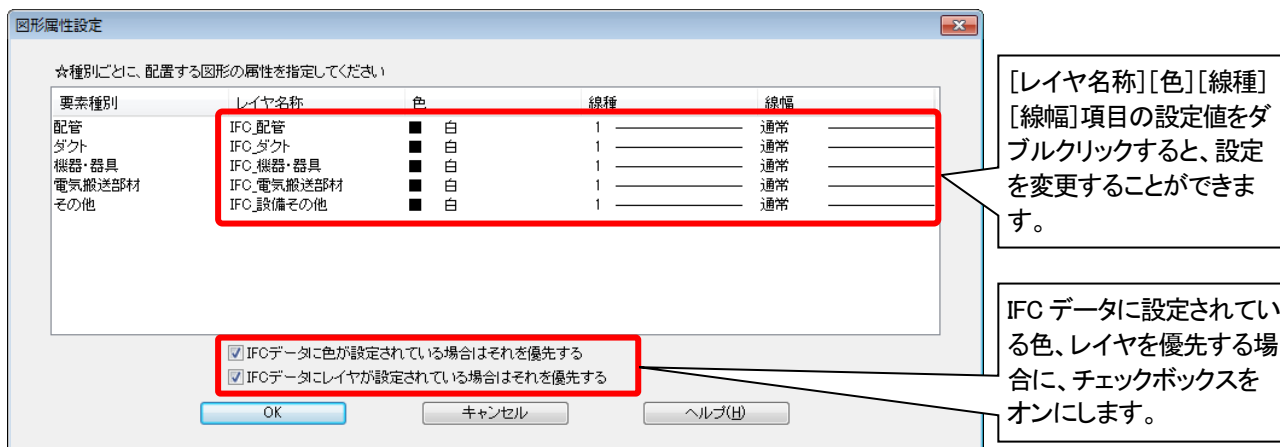 図形属性設定
☆種別ごとに、配置する図形の属性を指定してください
要素種別 レイヤ名称 色 線種 線幅
配管 IFC_配管 ■ 白 1 通常
ダクト IFC_ダクト ■ 白 1 通常
機器・器具 IFC_機器・器具 ■ 白 1 通常
電気搬送部材 IFC_電気搬送部材 ■ 白 1 通常
その他 IFC_設備その他 ■ 白 1 通常
IFCデータに色が設定されている場合はそれを優先する
IFCデータにレイヤが設定されている場合はそれを優先する
OK キャンセル ヘルプ(H)
[レイヤ名称][色][線種]
[線幅]項目の設定値をダ
ブルクリックすると、設定
を変更することができま
す。
IFC データに設定されてい
る色、レイヤを優先する場
合に、チェックボックスを
オンにします。